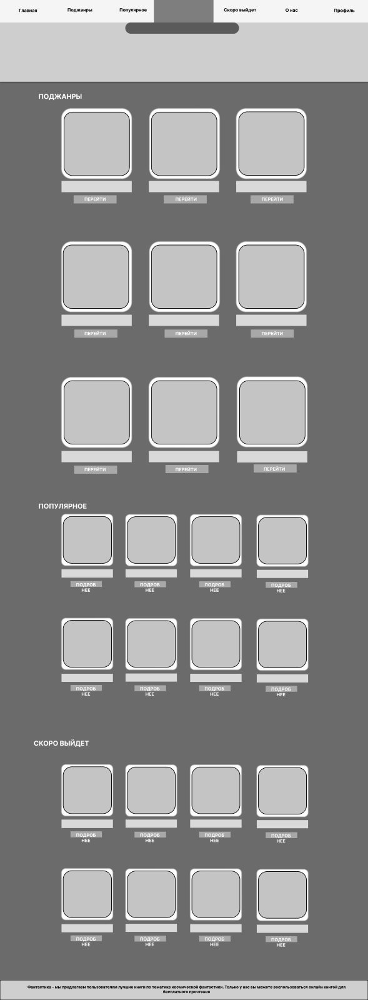 Главная Поджанры Популярное Скоро выйдет О нас Профиль
ПОДЖАНРЫ
ПЕРЕЙТИ ПЕРЕЙТИ ПЕРЕЙТИ
ПЕРЕЙТИ ПЕРЕЙТИ ПЕРЕЙТИ
ПЕРЕЙТИ ПЕРЕЙТИ ПЕРЕЙТИ
ПОПУЛЯРНОЕ
ПОДРОБ ПОДРОБ ПОДРОБ ПОДРОБ
НЕЕ НЕЕ НЕЕ НЕЕ
ПОДРОБ ПОДРОБ ПОДРОБ ПОДРОБ
НЕЕ НЕЕ НЕЕ НЕЕ
СКОРО ВЫЙДЕТ
ПОДРОБ ПОДРОБ ПОДРОБ ПОДРОБ
НЕЕ НЕЕ НЕЕ НЕЕ
ПОДРОБ ПОДРОБ ПОДРОБ ПОДРОБ
НЕЕ НЕЕ НЕЕ НЕЕ
Фантастика - мы предлагаем пользователям лучшие книги по тематике космической фантастики. Только у нас вы можете воспользоваться онлайн книгой для
бесплатного прочтения